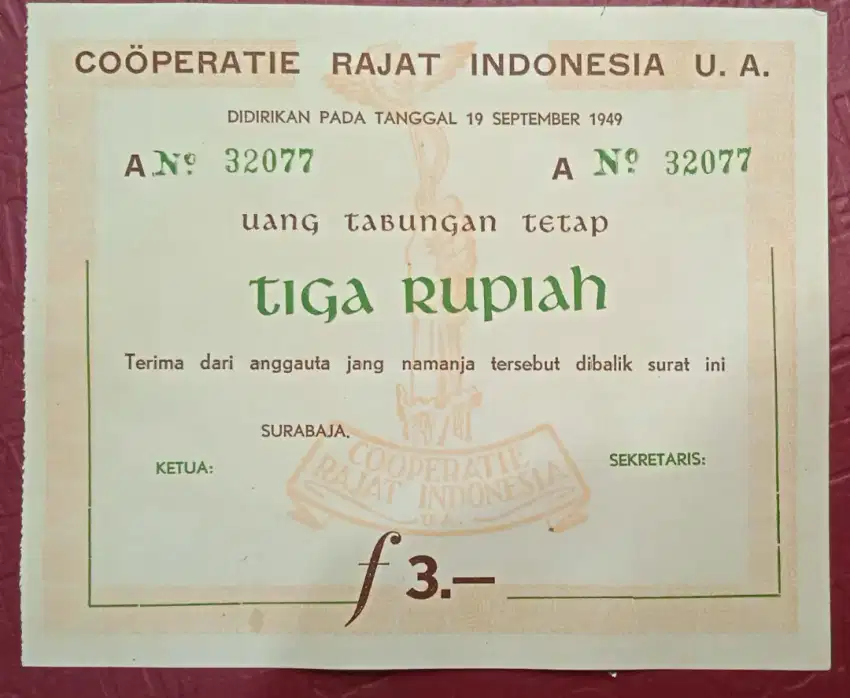 COÖPERATIE RAJAT INDONESIA U. A.
DIDIRIKAN PADA TANGGAL 19 SEPTEMBER 1949
A No 32077 A No 32077
uang tabungan tetap
tiga rupiah
Terima dari anggauta jang namanja tersebut dibalik surat ini
SURABAJA,
KETUA: SEKRETARIS:
COOPERATIE
RAJAT INDONESIA
U.A.
f 3.—